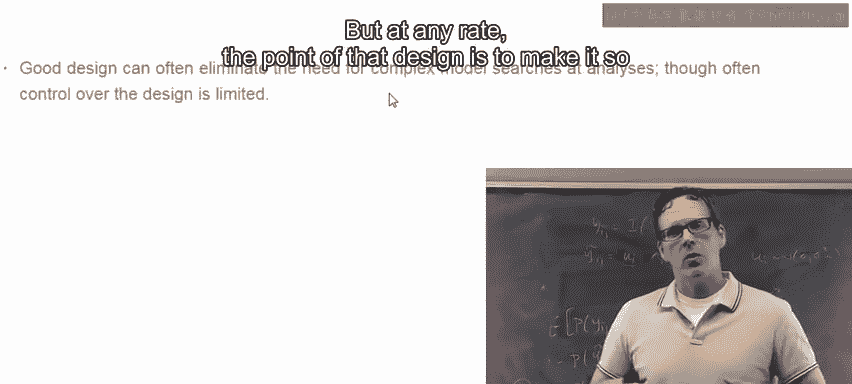 But at any rate,
the point of that design is to make it so
· Good design can often eliminate the need for complex model searches at analyses; though often
control over the design is limited.